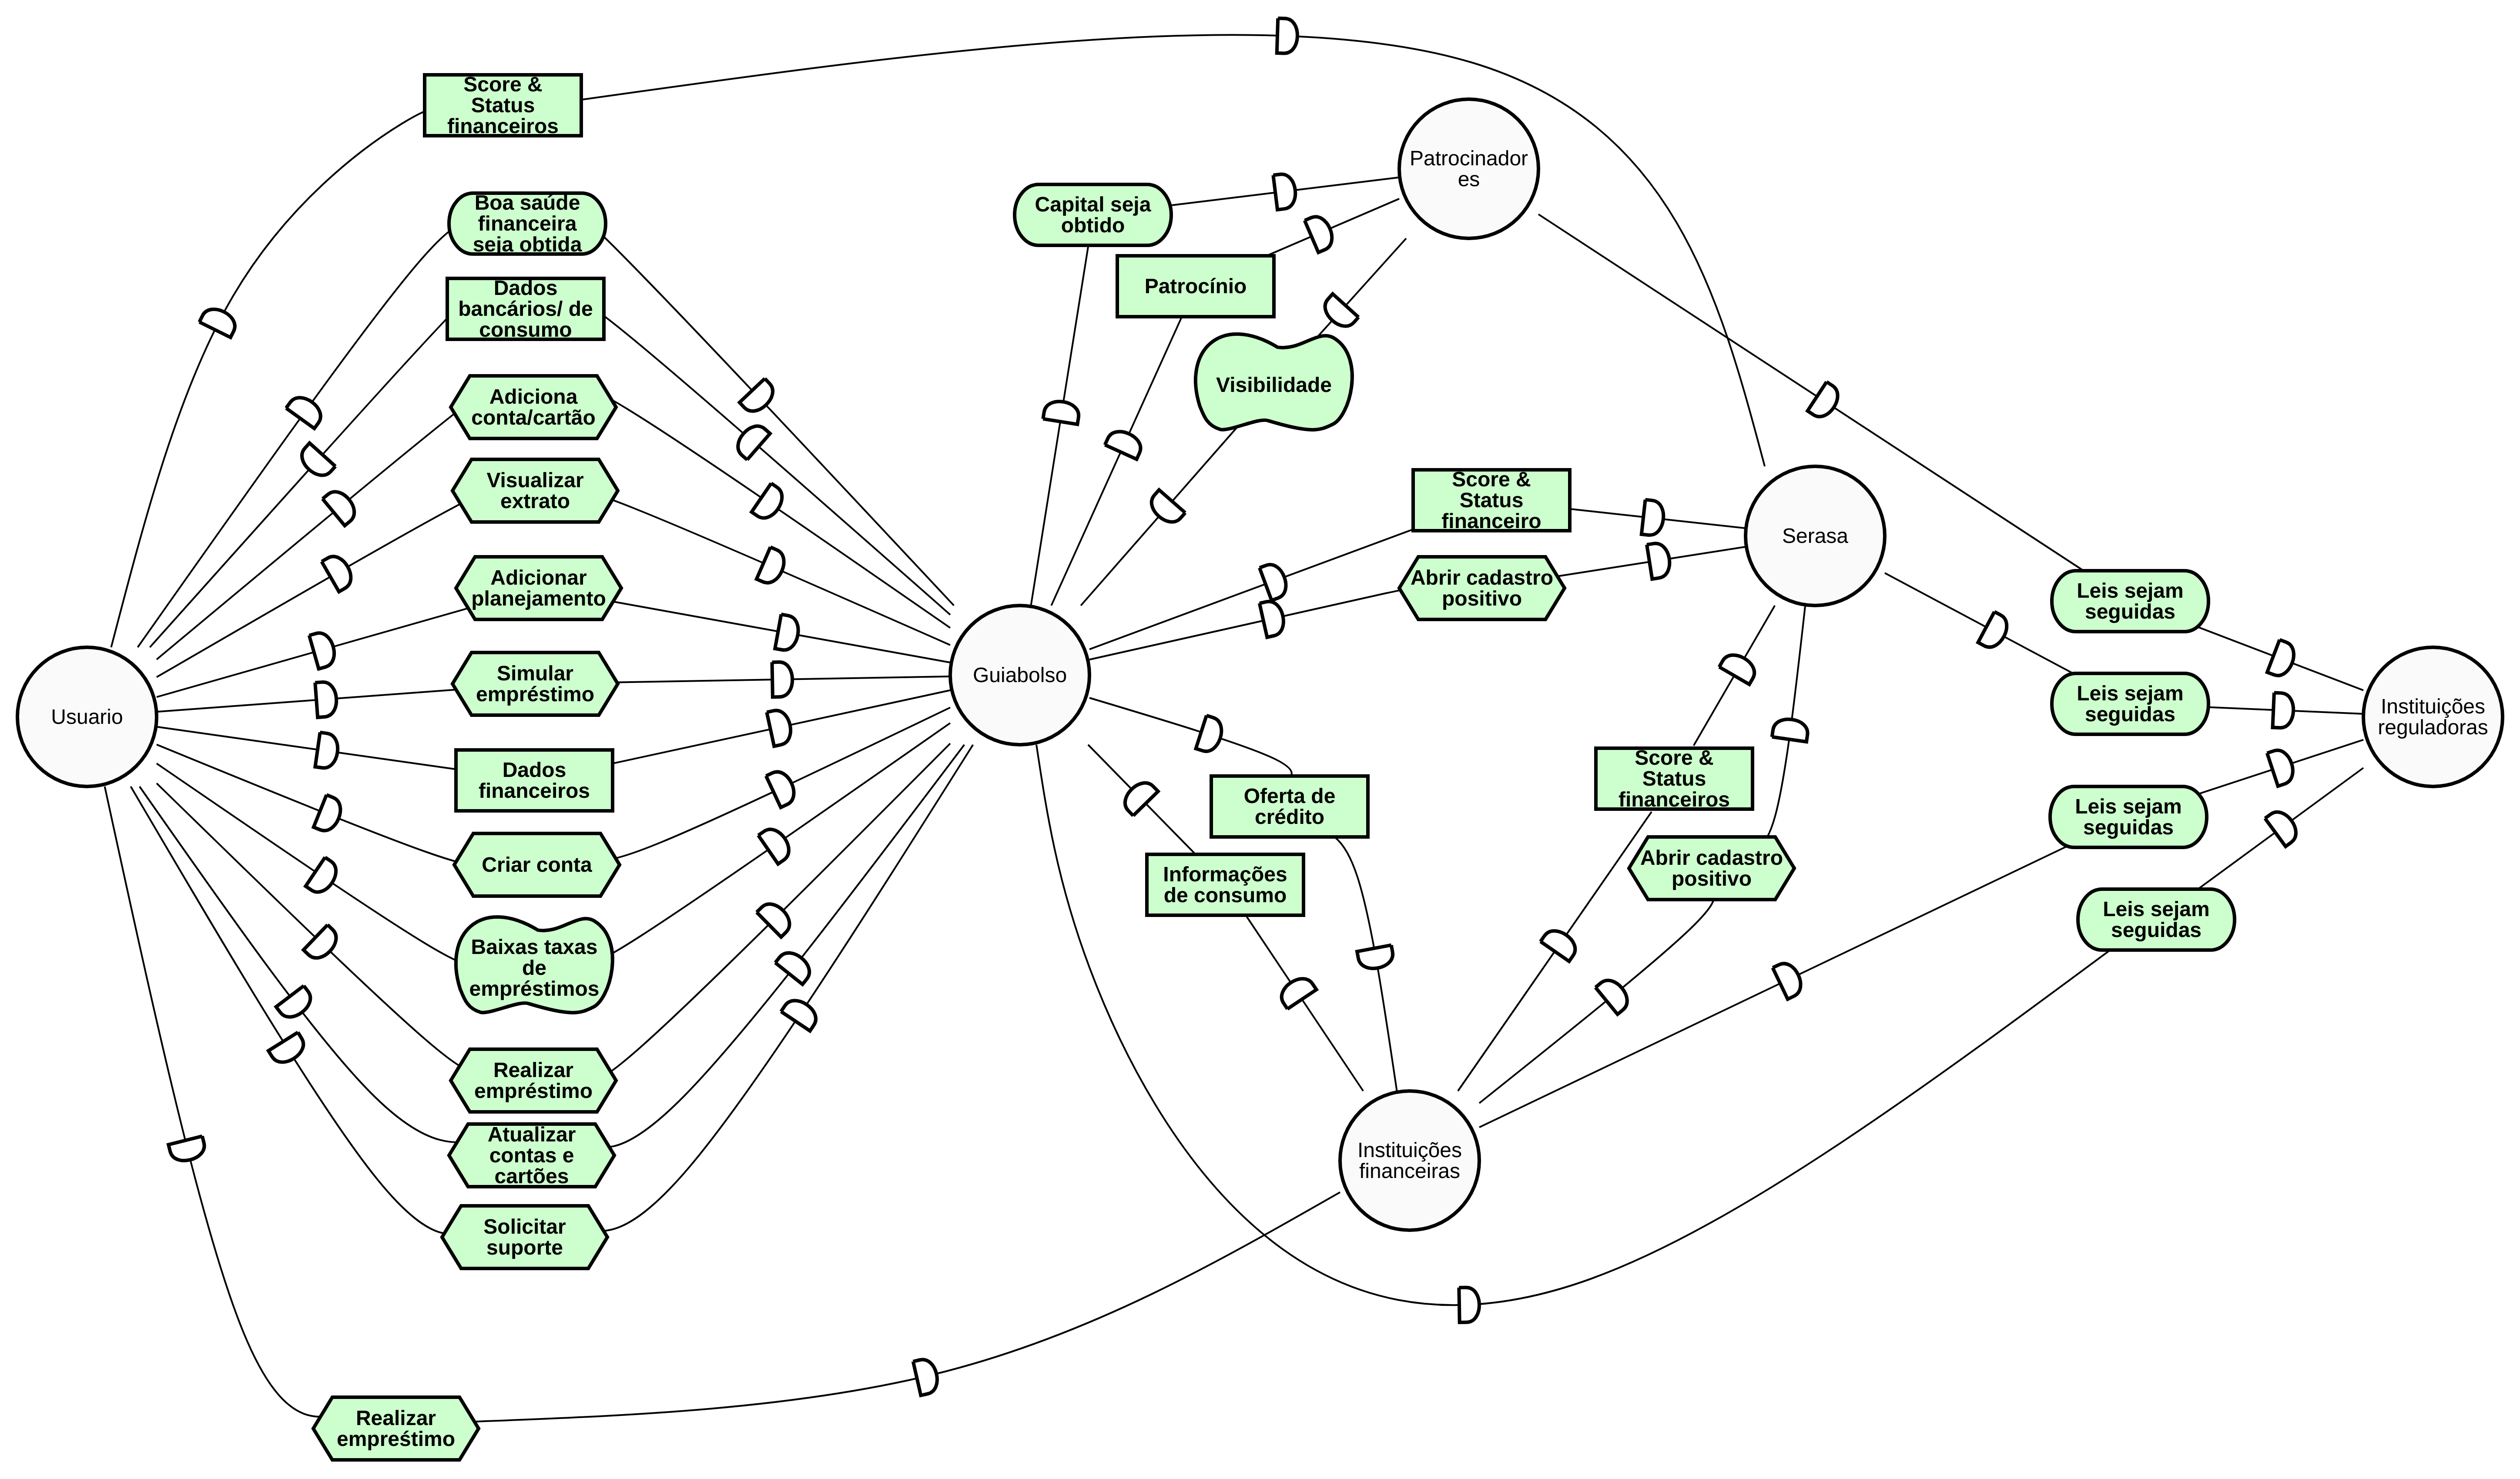 Score &
Status
financeiros
Boa saúde
financeira
seja obtida
Dados
bancários/ de
consumo
Adiciona
conta/cartão
Visualizar
extrato
Adicionar
planejamento
Simular
empréstimo
Dados
financeiros
Criar conta
Baixas taxas
de
empréstimos
Realizar
empréstimo
Atualizar
contas e
cartões
Solicitar
suporte
Realizar
empreśtimo
Usuario
Guiabolso
Capital seja
obtido
Patrocínio
Visibilidade
Patrocinador
es
Score &
Status
financeiro
Abrir cadastro
positivo
Serasa
Oferta de
crédito
Informações
de consumo
Score &
Status
financeiros
Abrir cadastro
positivo
Instituições
financeiras
Leis sejam
seguidas
Leis sejam
seguidas
Leis sejam
seguidas
Leis sejam
seguidas
Instituições
reguladoras